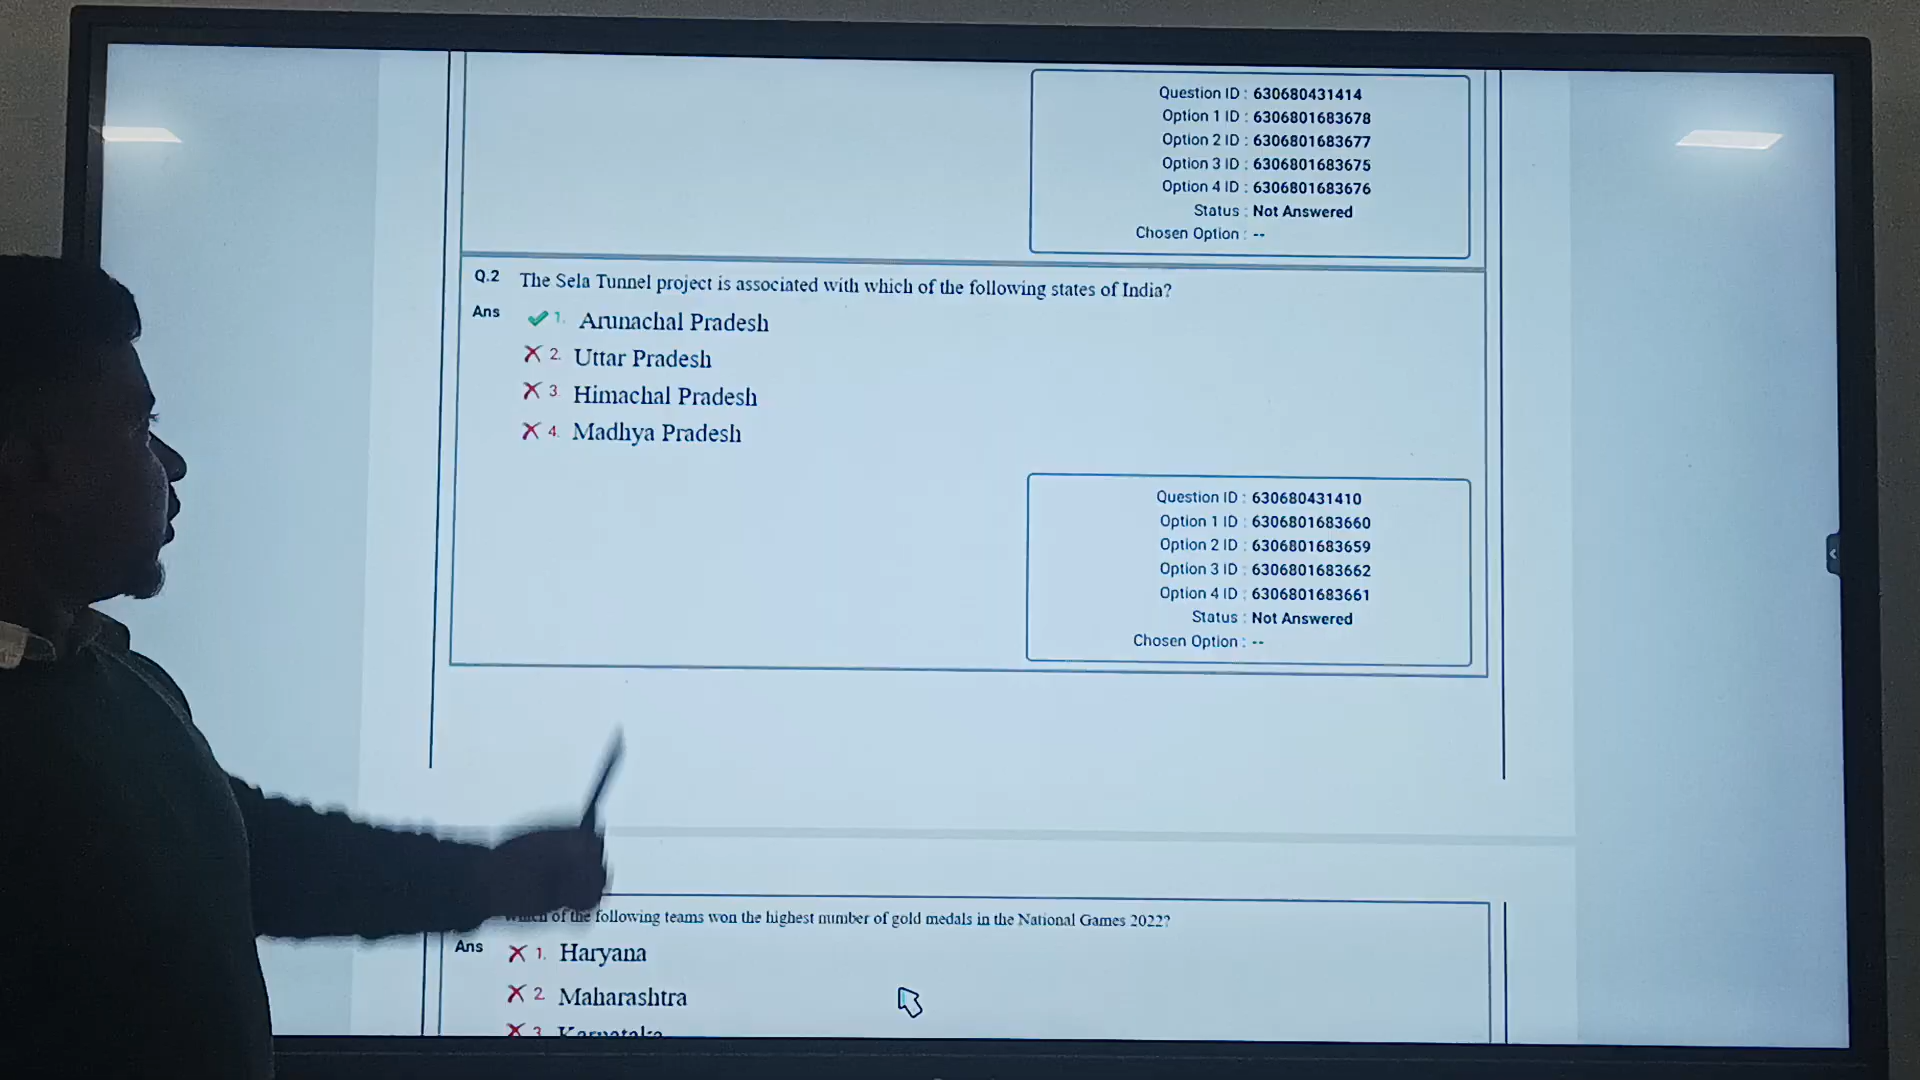 Question ID : 630680431414
Option 1 ID : 6306801683678
Option 2 ID : 6306801683677
Option 3 ID : 6306801683675
Option 4 ID : 6306801683676
Status : Not Answered
Chosen Option : --
Q.2 The Sela Tunnel project is associated with which of the following states of India?
Ans 1. Arunachal Pradesh
2. Uttar Pradesh
3. Himachal Pradesh
4. Madhya Pradesh
Question ID : 630680431410
Option 1 ID : 6306801683660
Option 2 ID : 6306801683659
Option 3 ID : 6306801683662
Option 4 ID : 6306801683661
Status : Not Answered
Chosen Option : --
of the following teams won the highest number of gold medals in the National Games 2022?
Ans 1. Haryana
2. Maharashtra
3. Karnataka